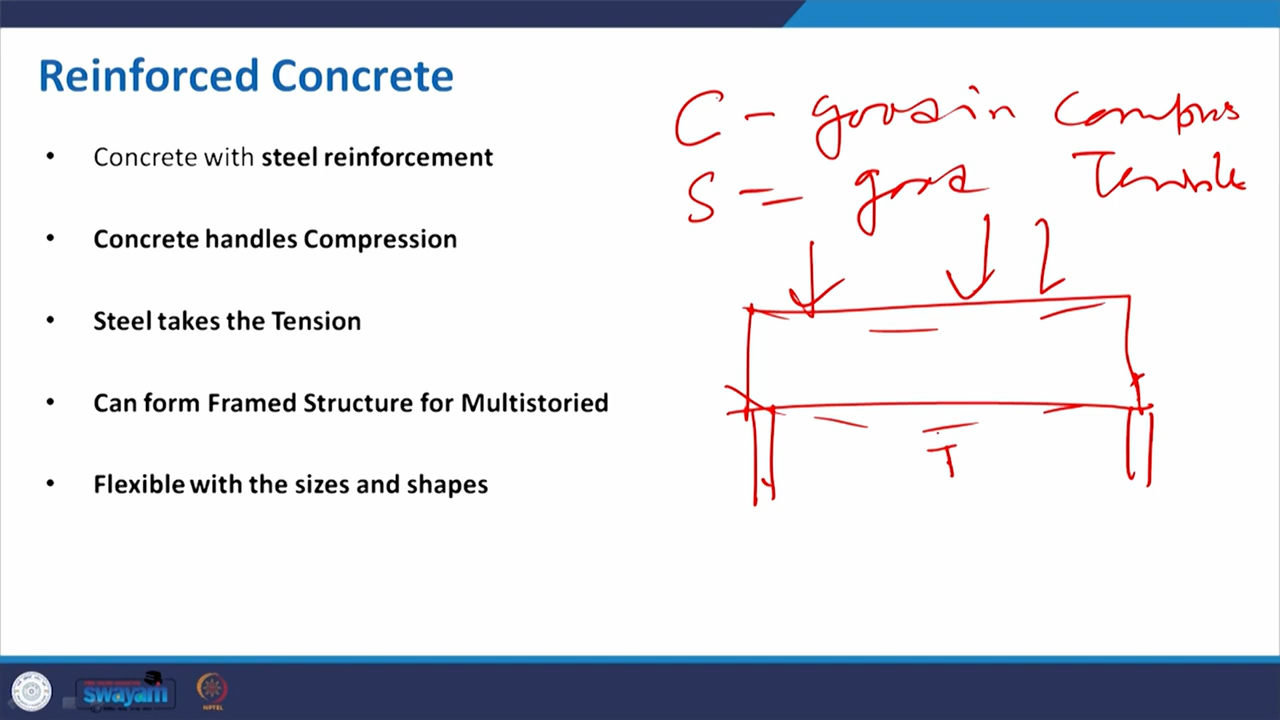 Reinforced Concrete
• Concrete with steel reinforcement
• Concrete handles Compression
• Steel takes the Tension
• Can form Framed Structure for Multistoried
• Flexible with the sizes and shapes
C - good in Compres
S - good Tensile
T
swayam
NPTEL